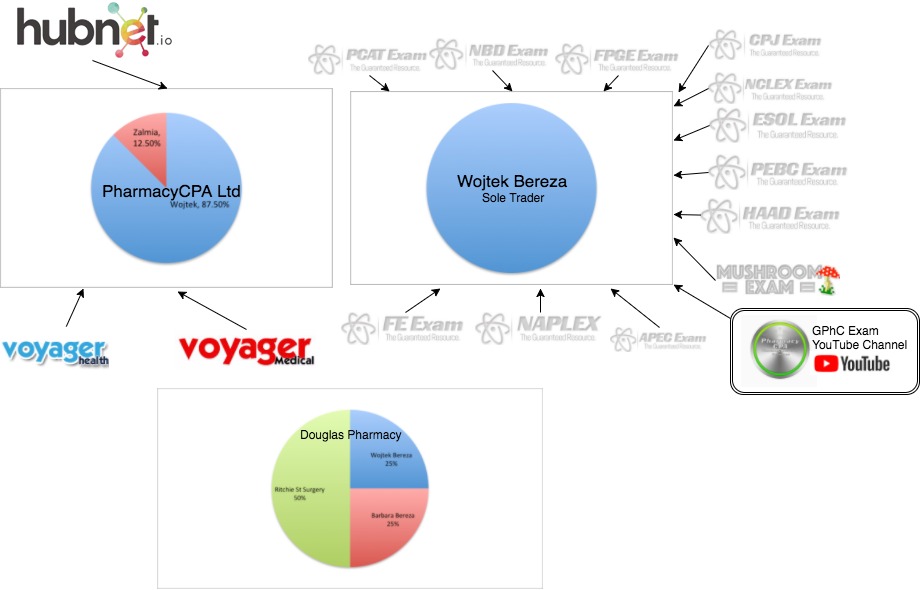 hubnet.io
PCAT Exam
The Guaranteed Resource.
NBD Exam
The Guaranteed Resource.
FPGE Exam
The Guaranteed Resource.
CPJ Exam
The Guaranteed Resource.
NCLEX Exam
The Guaranteed Resource.
ESOL Exam
The Guaranteed Resource.
PEBC Exam
The Guaranteed Resource.
HAAD Exam
The Guaranteed Resource.
MUSHROOM
EXAM
Zalmia,
12.50%
PharmacyCPA Ltd
Wojtek, 87.50%
Wojtek Bereza
Sole Trader
voyager
health
voyager
Medical
FE Exam
The Guaranteed Resource.
NAPLEX
The Guaranteed Resource.
APEC Exam
The Guaranteed Resource.
Pharmacy
GPhC Exam
YouTube Channel
YouTube
Douglas Pharmacy
Wojtek Bereza
25%
Ritchie St Surgery
50%
Barbara Bereza
25%